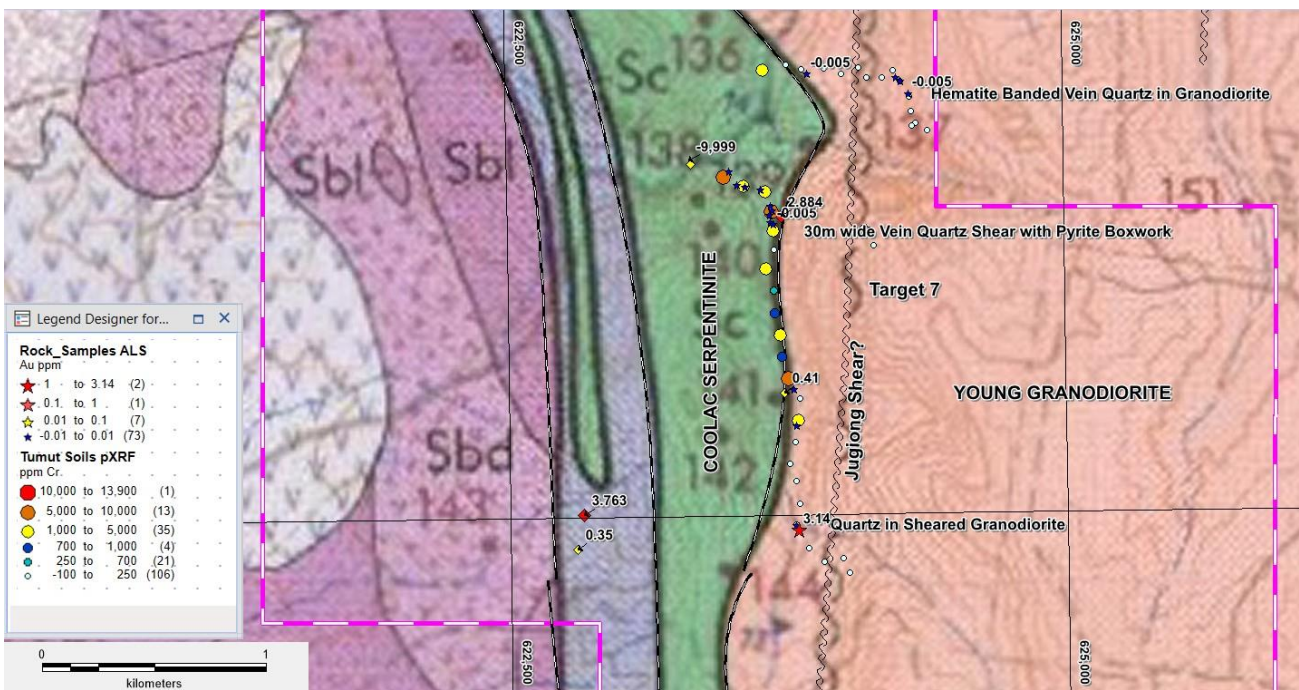 622,500
625,000
Sc
136
-0.005
-0.005
Hematite Banded Vein Quartz in Granodiorite
138
-9,999
Sbl
Sbl
151
2.884
-0.005
30m wide Vein Quartz Shear with Pyrite Boxwork
COOLAC SERPENTINITE
Target 7
Jugiong Shear?
0.41
YOUNG GRANODIORITE
Sbd
143
142
3.763
0.35
3.14
Quartz in Sheared Granodiorite
144
622,500
625,000
Legend Designer for...
Rock_Samples ALS
Au ppm
1 to 3.14 (2)
0.1 to 1 (1)
0.01 to 0.1 (7)
-0.01 to 0.01 (73)
Tumut Soils pXRF
ppm Cr
10,000 to 13,900 (1)
5,000 to 10,000 (13)
1,000 to 5,000 (35)
700 to 1,000 (4)
250 to 700 (21)
-100 to 250 (106)
0 1
kilometers